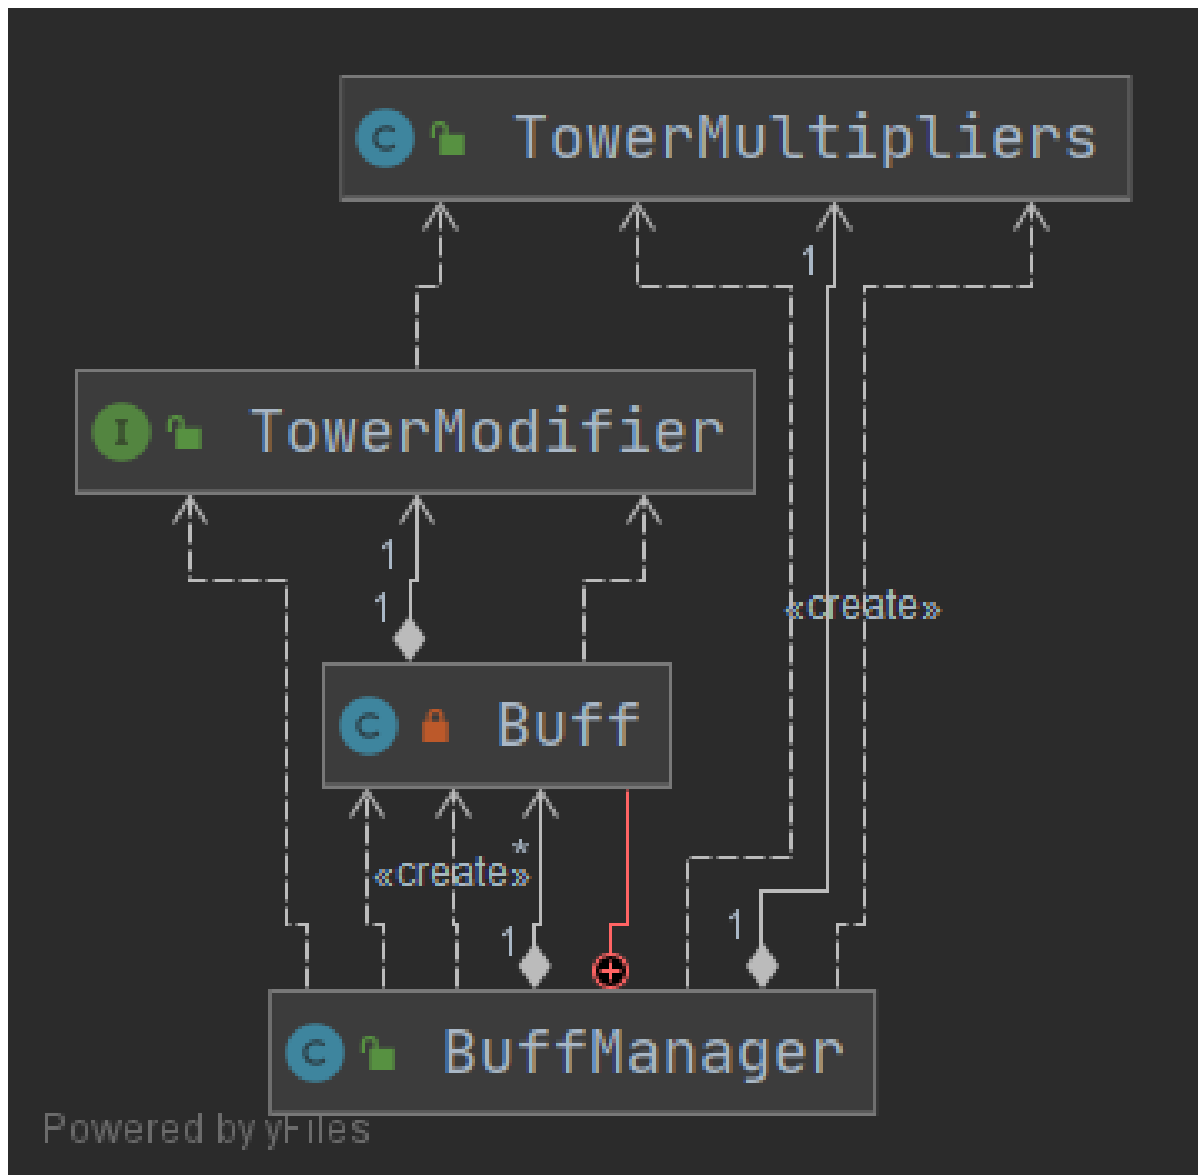 C TowerMultipliers
1
I TowerModifier
1
1
«create»
C Buff
*
«create»
1
1
C BuffManager
Powered by yFiles